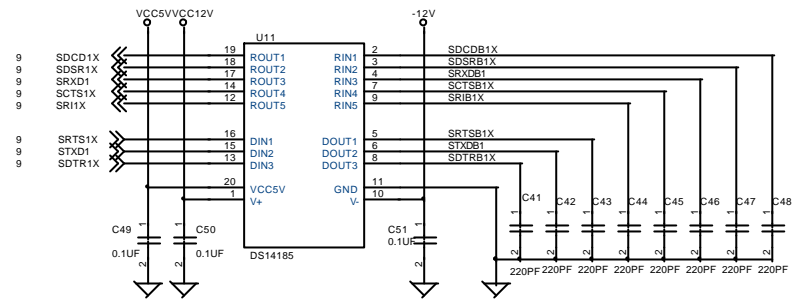 VCC5V VCC12V -12V
U11
9 SDCD1X 19 ROUT1 RIN1 2 SDCDB1X
9 SDSR1X 18 ROUT2 RIN2 3 SDSRB1X
9 SRXD1 17 ROUT3 RIN3 4 SRXDB1
9 SCTS1X 14 ROUT4 RIN4 7 SCTSB1X
9 SRI1X 12 ROUT5 RIN5 9 SRIB1X
9 SRTS1X 16 DIN1 DOUT1 5 SRTSB1X
9 STXD1 15 DIN2 DOUT2 6 STXDB1
9 SDTR1X 13 DIN3 DOUT3 8 SDTRB1X
20 VCC5V GND 11
1 V+ V- 10
C41 C42 C43 C44 C45 C46 C47 C48
1 1 1 1 1 1 1 1
C49 1 C50 1 C51 1
0.1UF 0.1UF 0.1UF
2 2 2
2 2 2 2 2 2 2 2
DS14185
220PF 220PF 220PF 220PF 220PF 220PF 220PF 220PF